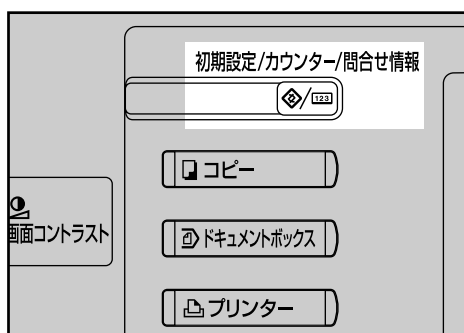 初期設定/カウンター/問合せ情報
123
コピー
画面コントラスト
ドキュメントボックス
プリンター